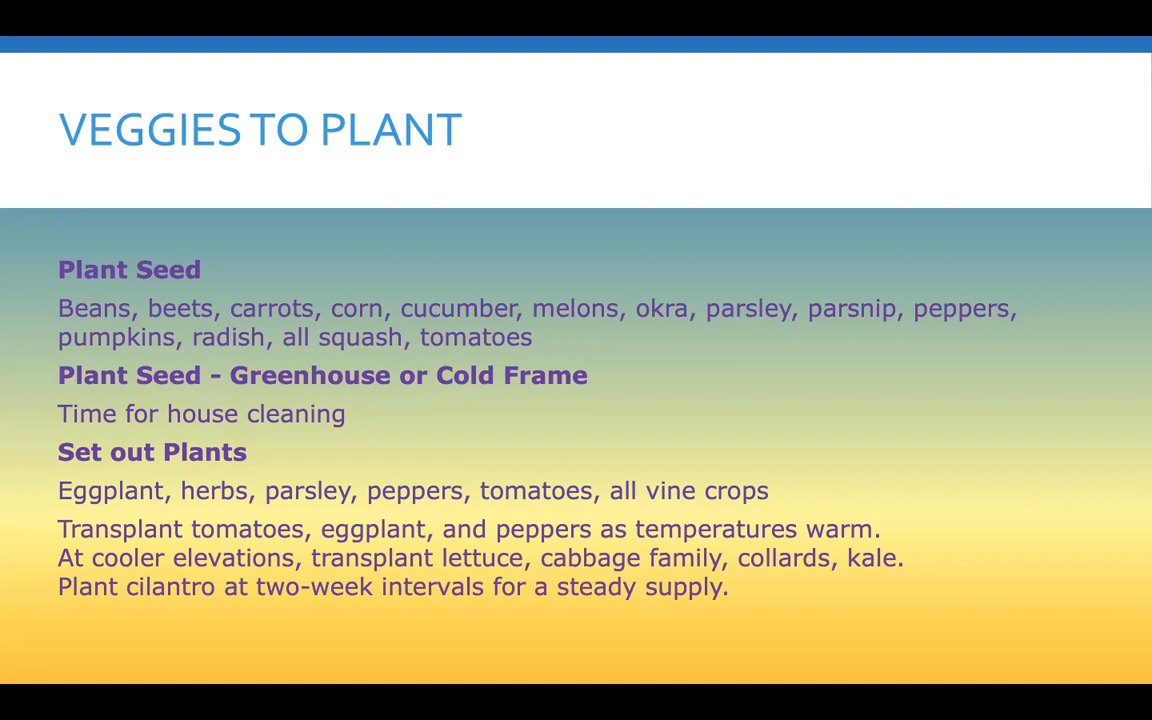 VEGGIES TO PLANT
Plant Seed
Beans, beets, carrots, corn, cucumber, melons, okra, parsley, parsnip, peppers,
pumpkins, radish, all squash, tomatoes
Plant Seed - Greenhouse or Cold Frame
Time for house cleaning
Set out Plants
Eggplant, herbs, parsley, peppers, tomatoes, all vine crops
Transplant tomatoes, eggplant, and peppers as temperatures warm.
At cooler elevations, transplant lettuce, cabbage family, collards, kale.
Plant cilantro at two-week intervals for a steady supply.